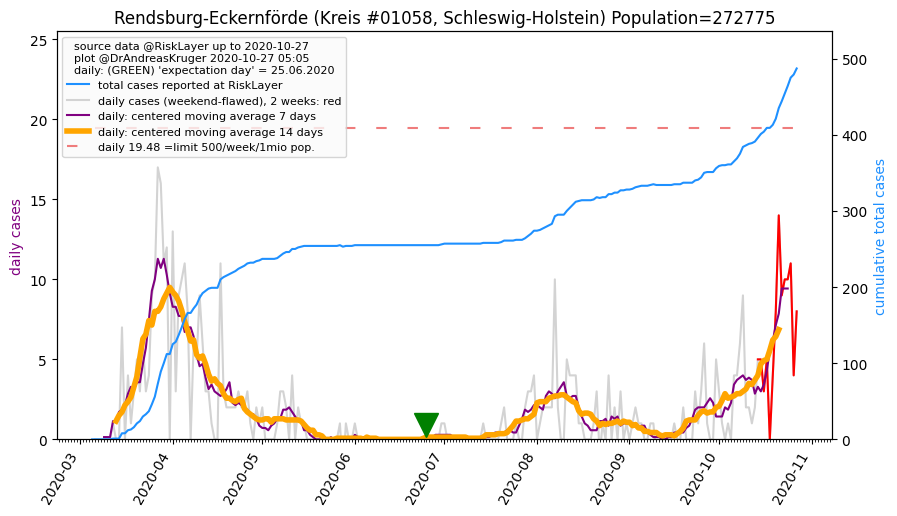 Rendsburg-Eckernförde (Kreis #01058, Schleswig-Holstein) Population=272775
source data @RiskLayer up to 2020-10-27
plot @DrAndreasKruger 2020-10-27 05:05
daily: (GREEN) 'expectation day' = 25.06.2020
total cases reported at RiskLayer
daily cases (weekend-flawed), 2 weeks: red
daily: centered moving average 7 days
daily: centered moving average 14 days
daily 19.48 =limit 500/week/1mio pop.
daily cases
25
20
15
10
5
0
cumulative total cases
500
400
300
200
100
0
2020-03
2020-04
2020-05
2020-06
2020-07
2020-08
2020-09
2020-10
2020-11